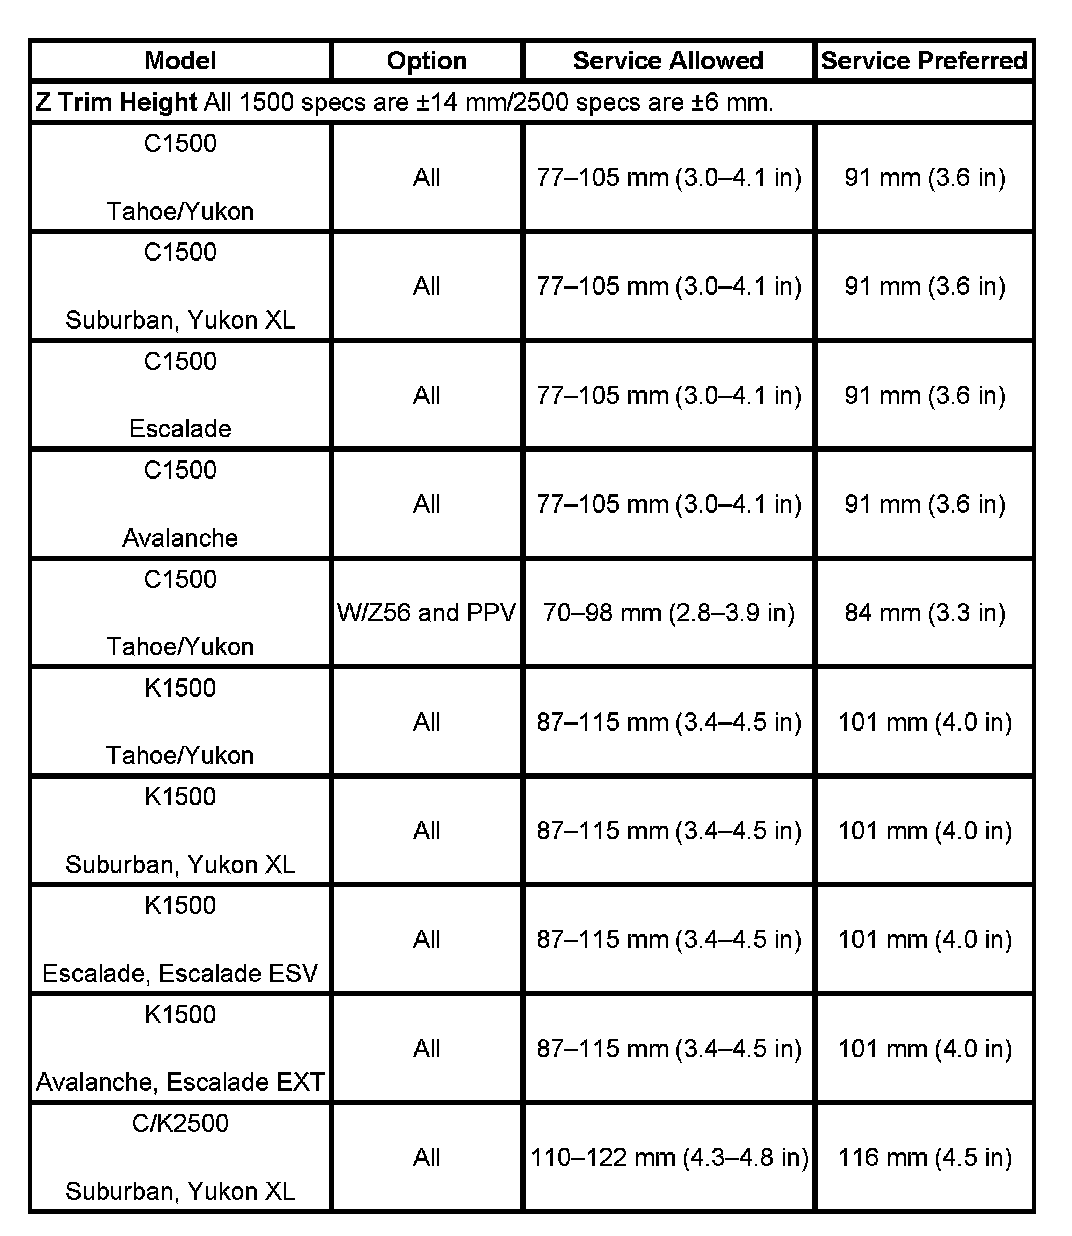 Model Option Service Allowed Service Preferred
Z Trim Height All 1500 specs are ±14 mm/2500 specs are ±6 mm.
C1500
All 77–105 mm (3.0–4.1 in) 91 mm (3.6 in)
Tahoe/Yukon
C1500
All 77–105 mm (3.0–4.1 in) 91 mm (3.6 in)
Suburban, Yukon XL
C1500
All 77–105 mm (3.0–4.1 in) 91 mm (3.6 in)
Escalade
C1500
All 77–105 mm (3.0–4.1 in) 91 mm (3.6 in)
Avalanche
C1500
W/Z56 and PPV 70–98 mm (2.8–3.9 in) 84 mm (3.3 in)
Tahoe/Yukon
K1500
All 87–115 mm (3.4–4.5 in) 101 mm (4.0 in)
Tahoe/Yukon
K1500
All 87–115 mm (3.4–4.5 in) 101 mm (4.0 in)
Suburban, Yukon XL
K1500
All 87–115 mm (3.4–4.5 in) 101 mm (4.0 in)
Escalade, Escalade ESV
K1500
All 87–115 mm (3.4–4.5 in) 101 mm (4.0 in)
Avalanche, Escalade EXT
C/K2500
All 110–122 mm (4.3–4.8 in) 116 mm (4.5 in)
Suburban, Yukon XL